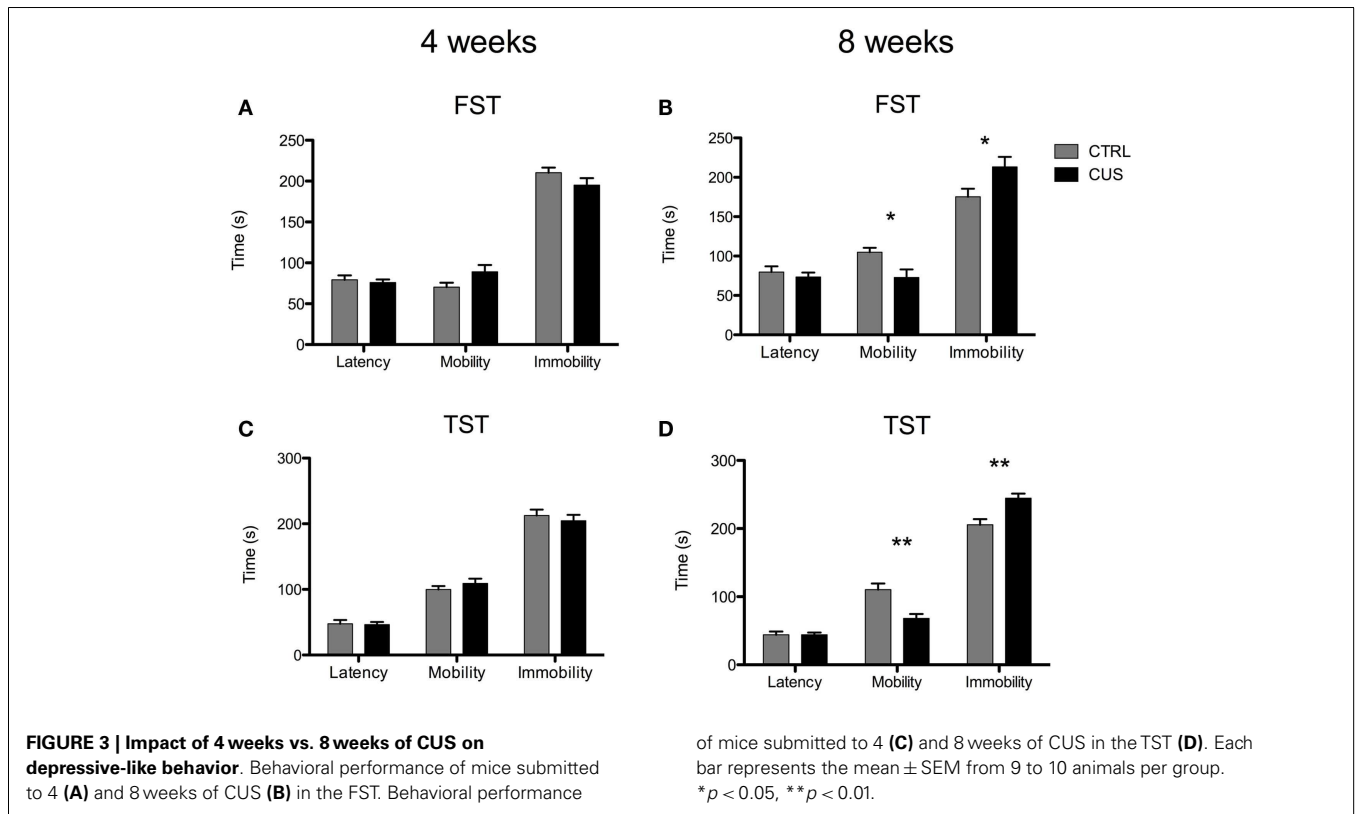 4 weeks
8 weeks
A
FST
250
200
150
100
50
0
Time (s)
Latency Mobility Immobility
B
FST
250
200
150
100
50
0
Time (s)
*
*
Latency Mobility Immobility
CTRL
CUS
C
TST
300
200
100
0
Time (s)
Latency Mobility Immobility
D
TST
300
200
100
0
Time (s)
**
**
Latency Mobility Immobility
FIGURE 3 | Impact of 4 weeks vs. 8 weeks of CUS on
depressive-like behavior. Behavioral performance of mice submitted
to 4 (A) and 8 weeks of CUS (B) in the FST. Behavioral performance
of mice submitted to 4 (C) and 8 weeks of CUS in the TST (D). Each
bar represents the mean ± SEM from 9 to 10 animals per group.
*p < 0.05, **p < 0.01.